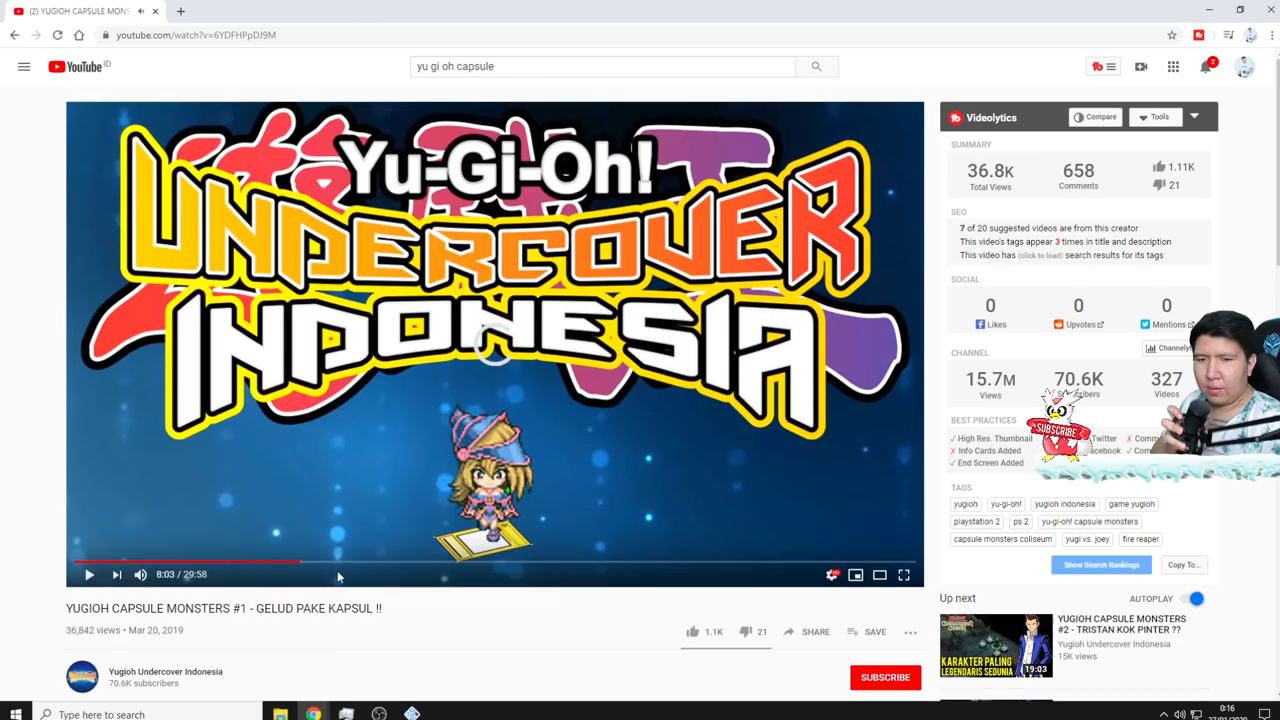 (2) YUGIOH CAPSULE MONS
youtube.com/watch?v=6YDFHPpDJ9M
YouTube ID
yu gi oh capsule
2
Yu-Gi-Oh!
UNDERCOVER
INDONESIA
8:03 / 29:58
HD
YUGIOH CAPSULE MONSTERS #1 - GELUD PAKE KAPSUL !!
36,842 views • Mar 20, 2019
1.1K
21
SHARE
SAVE
Yugioh Undercover Indonesia
70.6K subscribers
SUBSCRIBE
Videolytics
Compare
Tools
SUMMARY
36.8K
Total Views
658
Comments
1.11K
21
SEO
7 of 20 suggested videos are from this creator
This video's tags appear 3 times in title and description
This video has (click to load) search results for its tags
SOCIAL
0
Likes
0
Upvotes
0
Mentions
CHANNEL
15.7M
Views
70.6K
327
Videos
SUBSCRIBE
BEST PRACTICES
High Res. Thumbnail
Twitter
Info Cards Added
End Screen Added
TAGS
yugioh
yu-gi-oh!
yugioh indonesia
game yugioh
playstation 2
ps 2
yu-gi-oh! capsule monsters
capsule monsters coliseum
yugi vs. joey
fire reaper
Show Search Rankings
Copy To...
Up next
AUTOPLAY
KARAKTER PALING
LEGENDARIS SEDUNIA
19:03
YUGIOH CAPSULE MONSTERS
#2 - TRISTAN KOK PINTER ??
Yugioh Undercover Indonesia
15K views
Type here to search
0:16